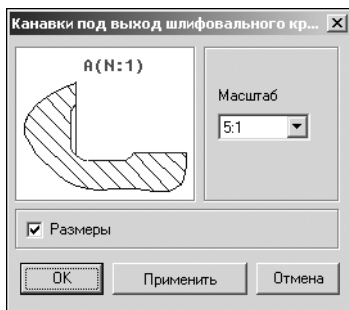 Канавки под выход шлифовального кр...
A(N:1)
Масштаб
5:1
Размеры
OK
Применить
Отмена